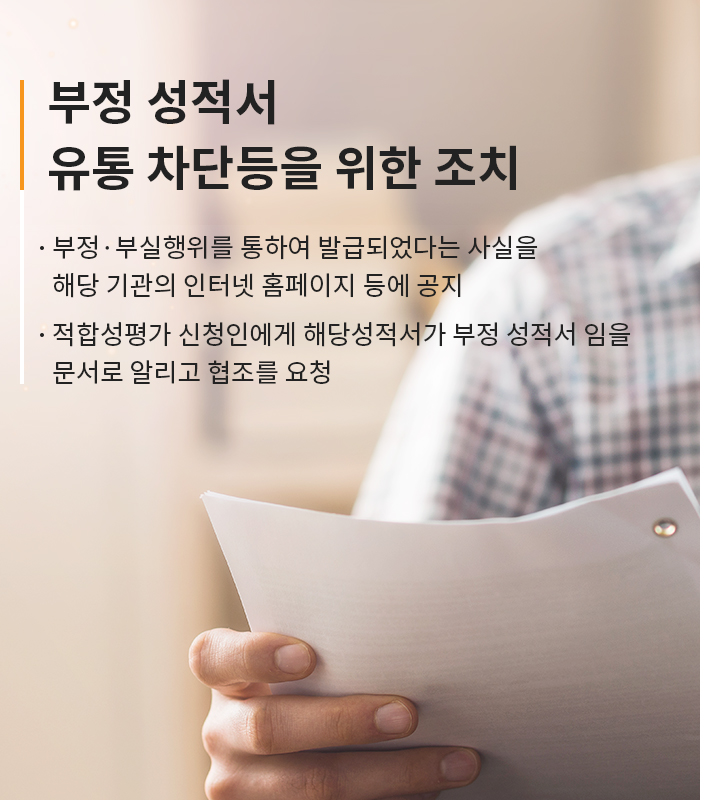 부정 성적서
유통 차단등을 위한 조치
· 부정·부실행위를 통하여 발급되었다는 사실을
해당 기관의 인터넷 홈페이지 등에 공지
· 적합성평가 신청인에게 해당성적서가 부정 성적서 임을
문서로 알리고 협조를 요청